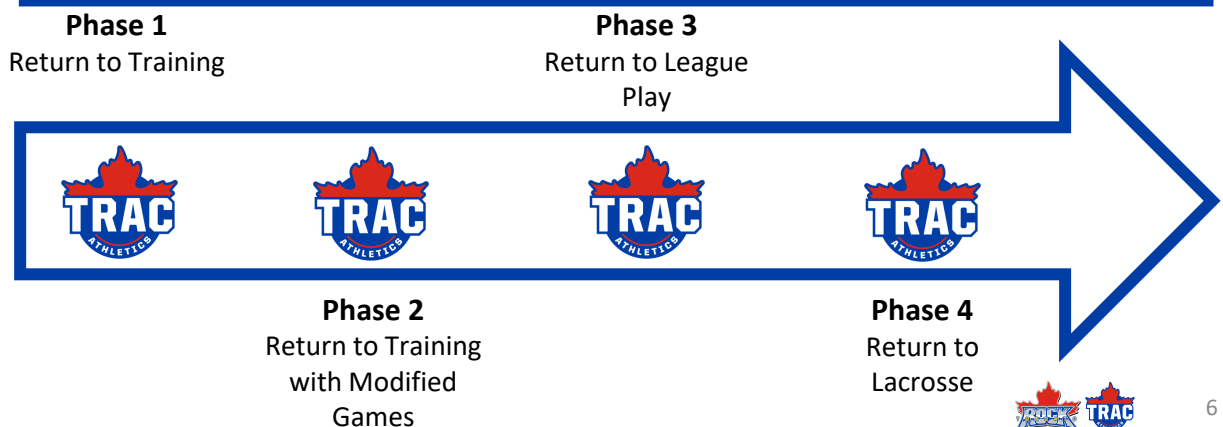 Phase 1
Return to Training
Phase 3
Return to League
Play
TRAC
ATHLETICS
TRAC
ATHLETICS
TRAC
ATHLETICS
TRAC
ATHLETICS
Phase 2
Return to Training
with Modified
Games
Phase 4
Return to
Lacrosse
ROCK
TRAC
6